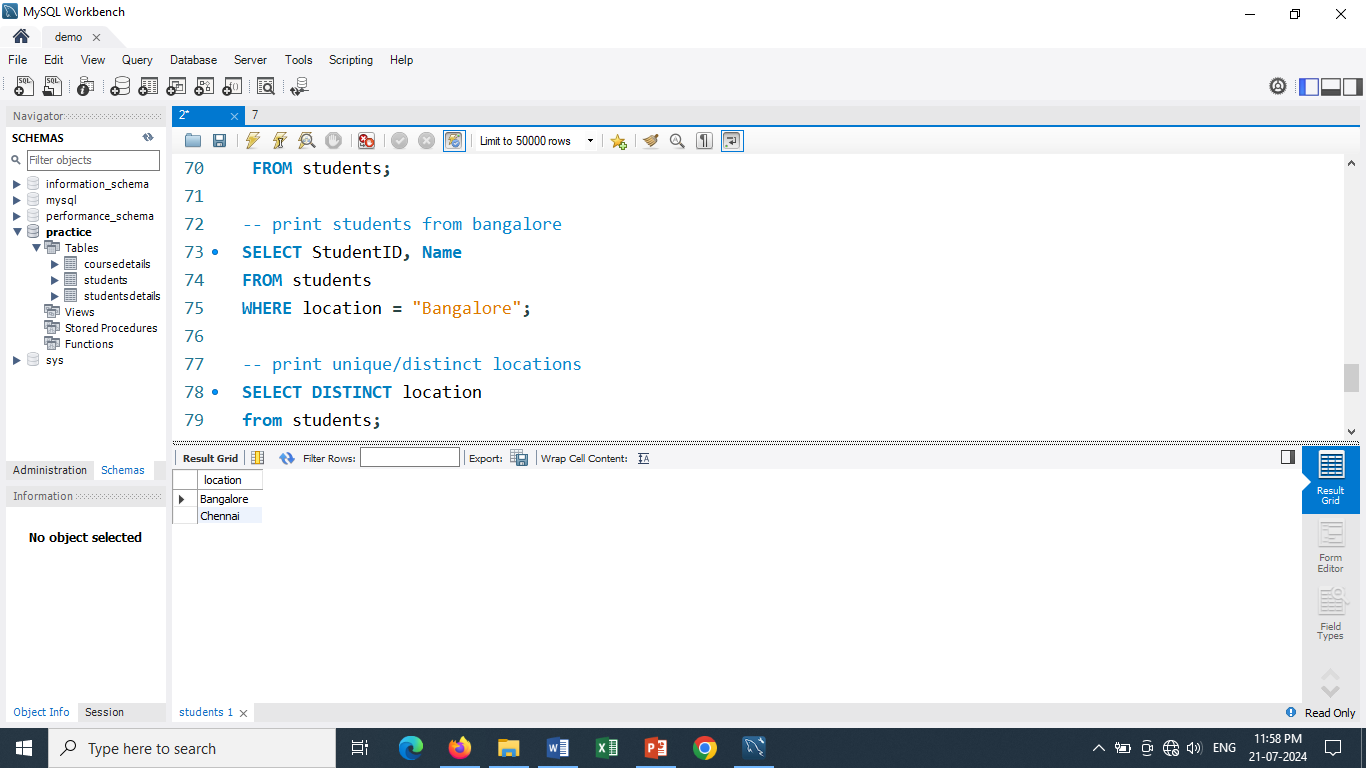 MySQL Workbench
demo
File Edit View Query Database Server Tools Scripting Help
Navigator
SCHEMAS
Filter objects
information_schema
mysql
performance_schema
practice
Tables
coursedetails
students
studentsdetails
Views
Stored Procedures
Functions
sys
Administration Schemas
Information
No object selected
Object Info Session
2* 7
Limit to 50000 rows
70 FROM students;
71
72 -- print students from bangalore
73 SELECT StudentID, Name
74 FROM students
75 WHERE location = "Bangalore";
76
77 -- print unique/distinct locations
78 SELECT DISTINCT location
79 from students;
Result Grid Filter Rows: Export: Wrap Cell Content:
location
Bangalore
Chennai
Result
Grid
Form
Editor
Field
Types
students 1
Read Only
Type here to search
ENG
11:58 PM
21-07-2024